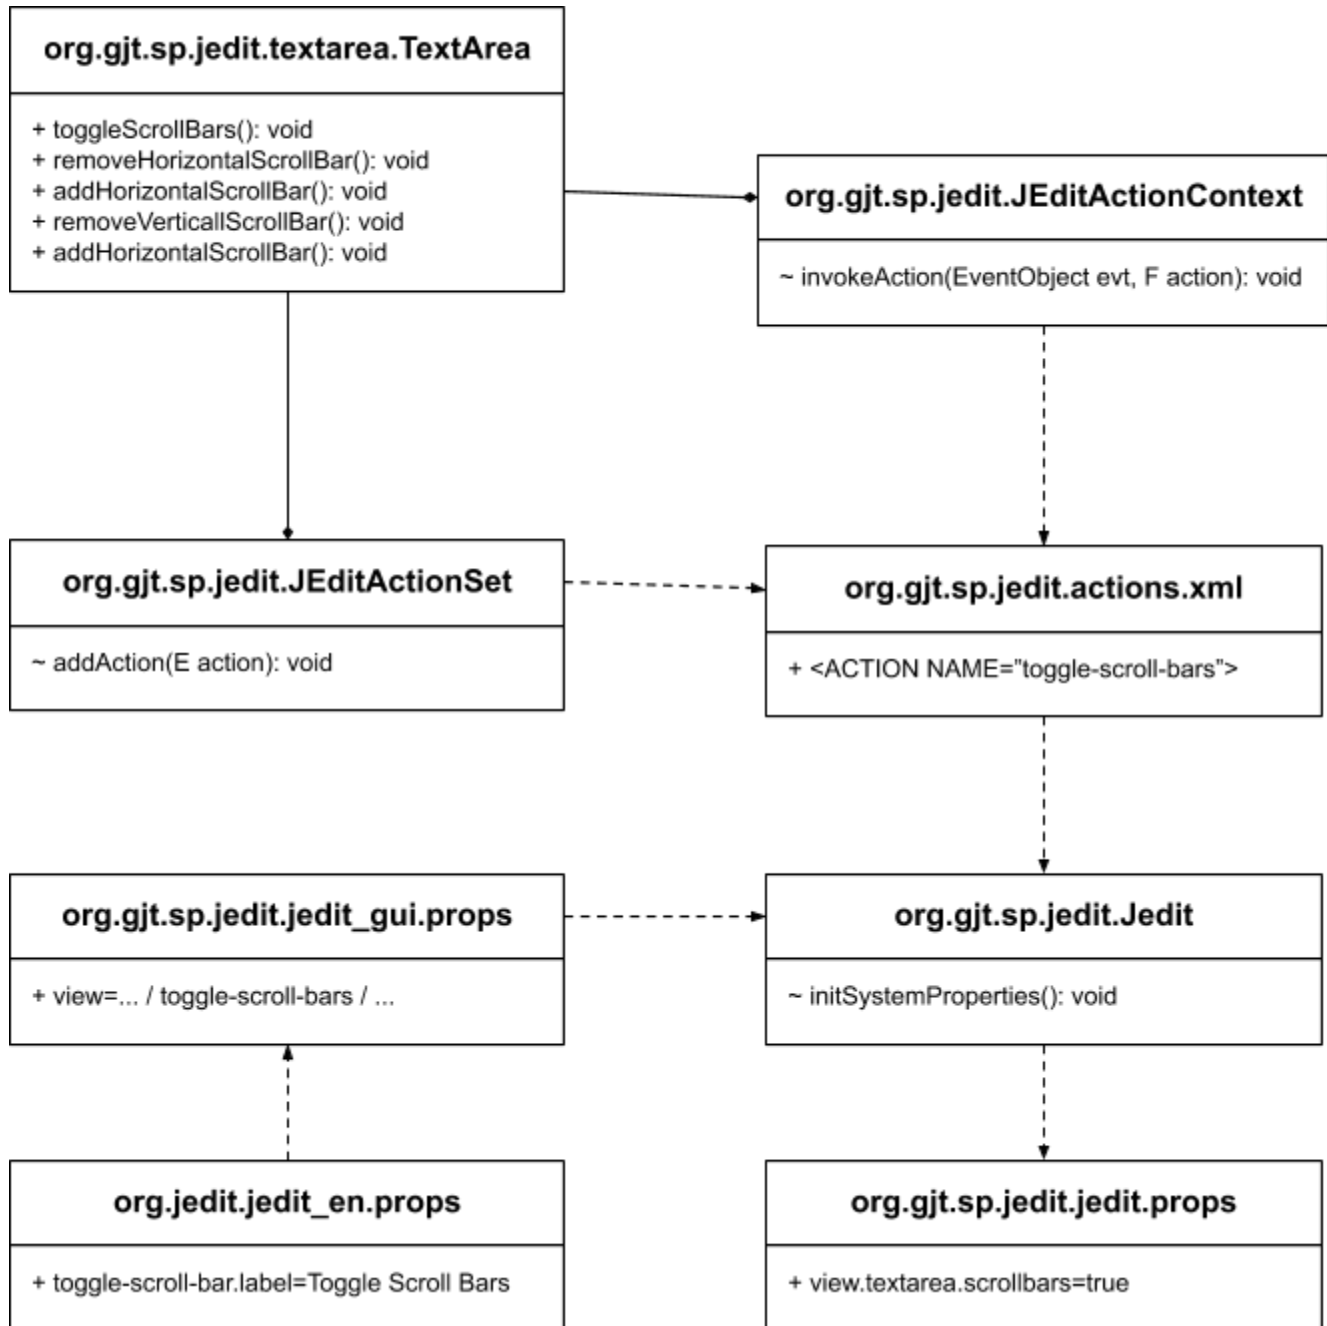 org.gjt.sp.jedit.textarea.TextArea
+ toggleScrollBars(): void
+ removeHorizontalScrollBar(): void
+ addHorizontalScrollBar(): void
+ removeVerticallScrollBar(): void
+ addHorizontalScrollBar(): void
org.gjt.sp.jedit.JEditActionContext
~ invokeAction(EventObject evt, F action): void
org.gjt.sp.jedit.JEditActionSet
~ addAction(E action): void
org.gjt.sp.jedit.actions.xml
+ <ACTION NAME=”toggle-scroll-bars”>
org.gjt.sp.jedit.jedit_gui.props
+ view=... / toggle-scroll-bars / ...
org.gjt.sp.jedit.Jedit
~ initSystemProperties(): void
org.jedit.jedit_en.props
+ toggle-scroll-bar.label=Toggle Scroll Bars
org.gjt.sp.jedit.jedit.props
+ view.textarea.scrollbars=true